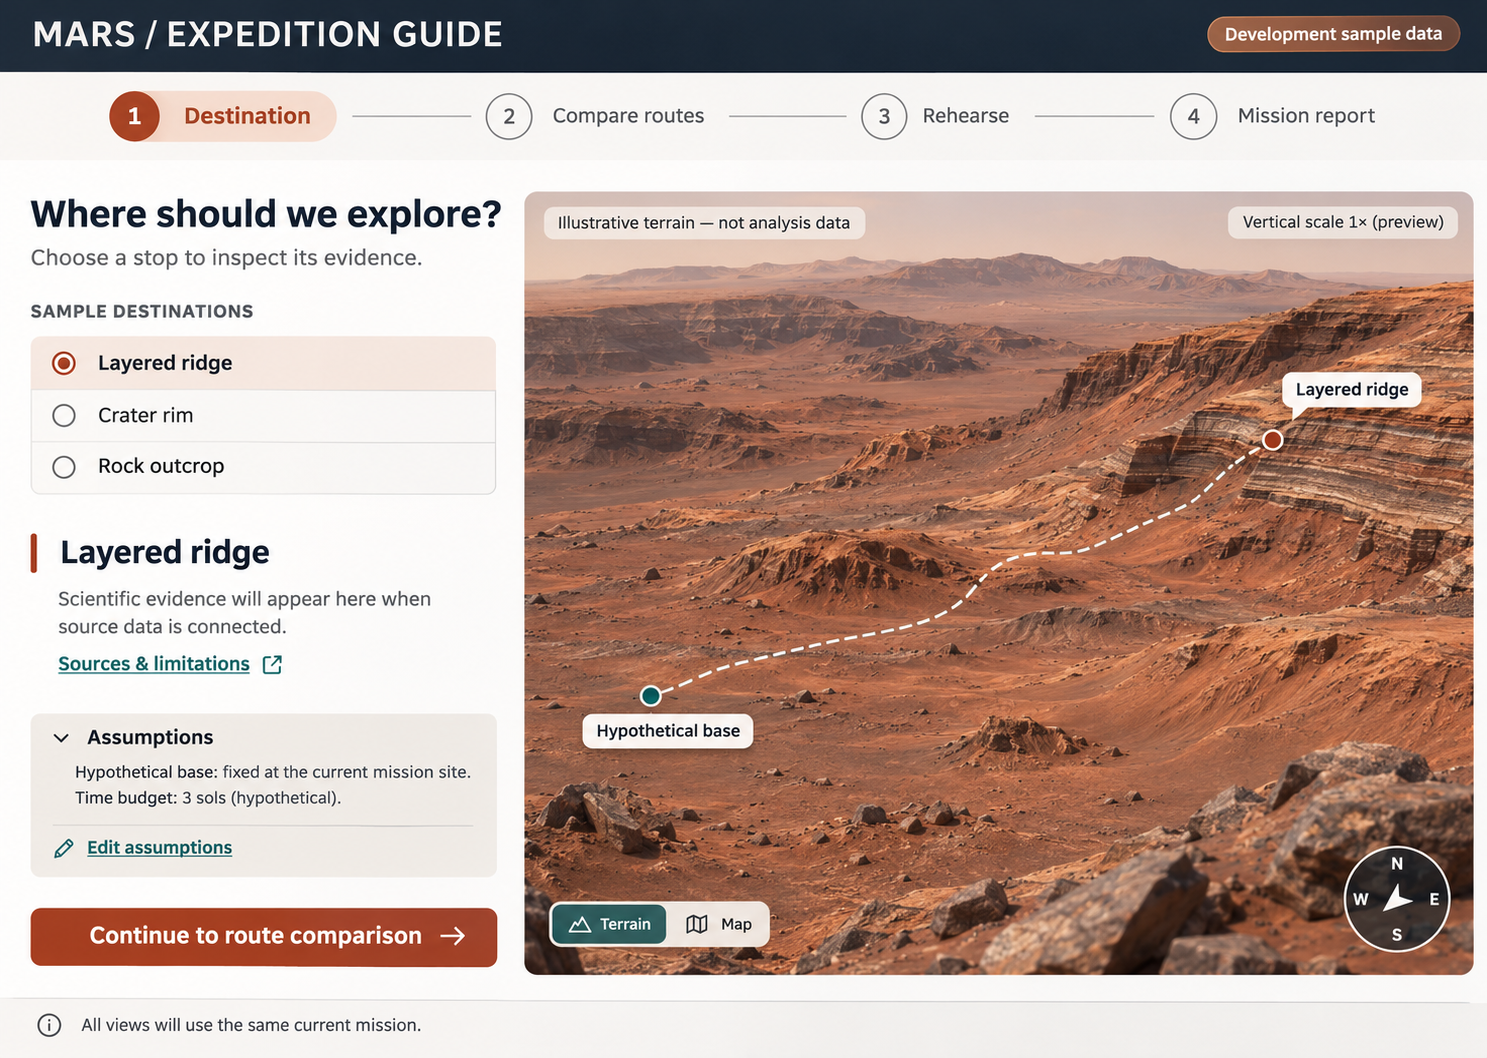 MARS / EXPEDITION GUIDE
Development sample data
1 Destination
2 Compare routes
3 Rehearse
4 Mission report
Where should we explore?
Choose a stop to inspect its evidence.
SAMPLE DESTINATIONS
Layered ridge
Crater rim
Rock outcrop
Layered ridge
Scientific evidence will appear here when
source data is connected.
Sources & limitations
Assumptions
Hypothetical base: fixed at the current mission site.
Time budget: 3 sols (hypothetical).
Edit assumptions
Continue to route comparison
Illustrative terrain — not analysis data
Vertical scale 1× (preview)
Layered ridge
Hypothetical base
Terrain
Map
N
W E
S
All views will use the same current mission.